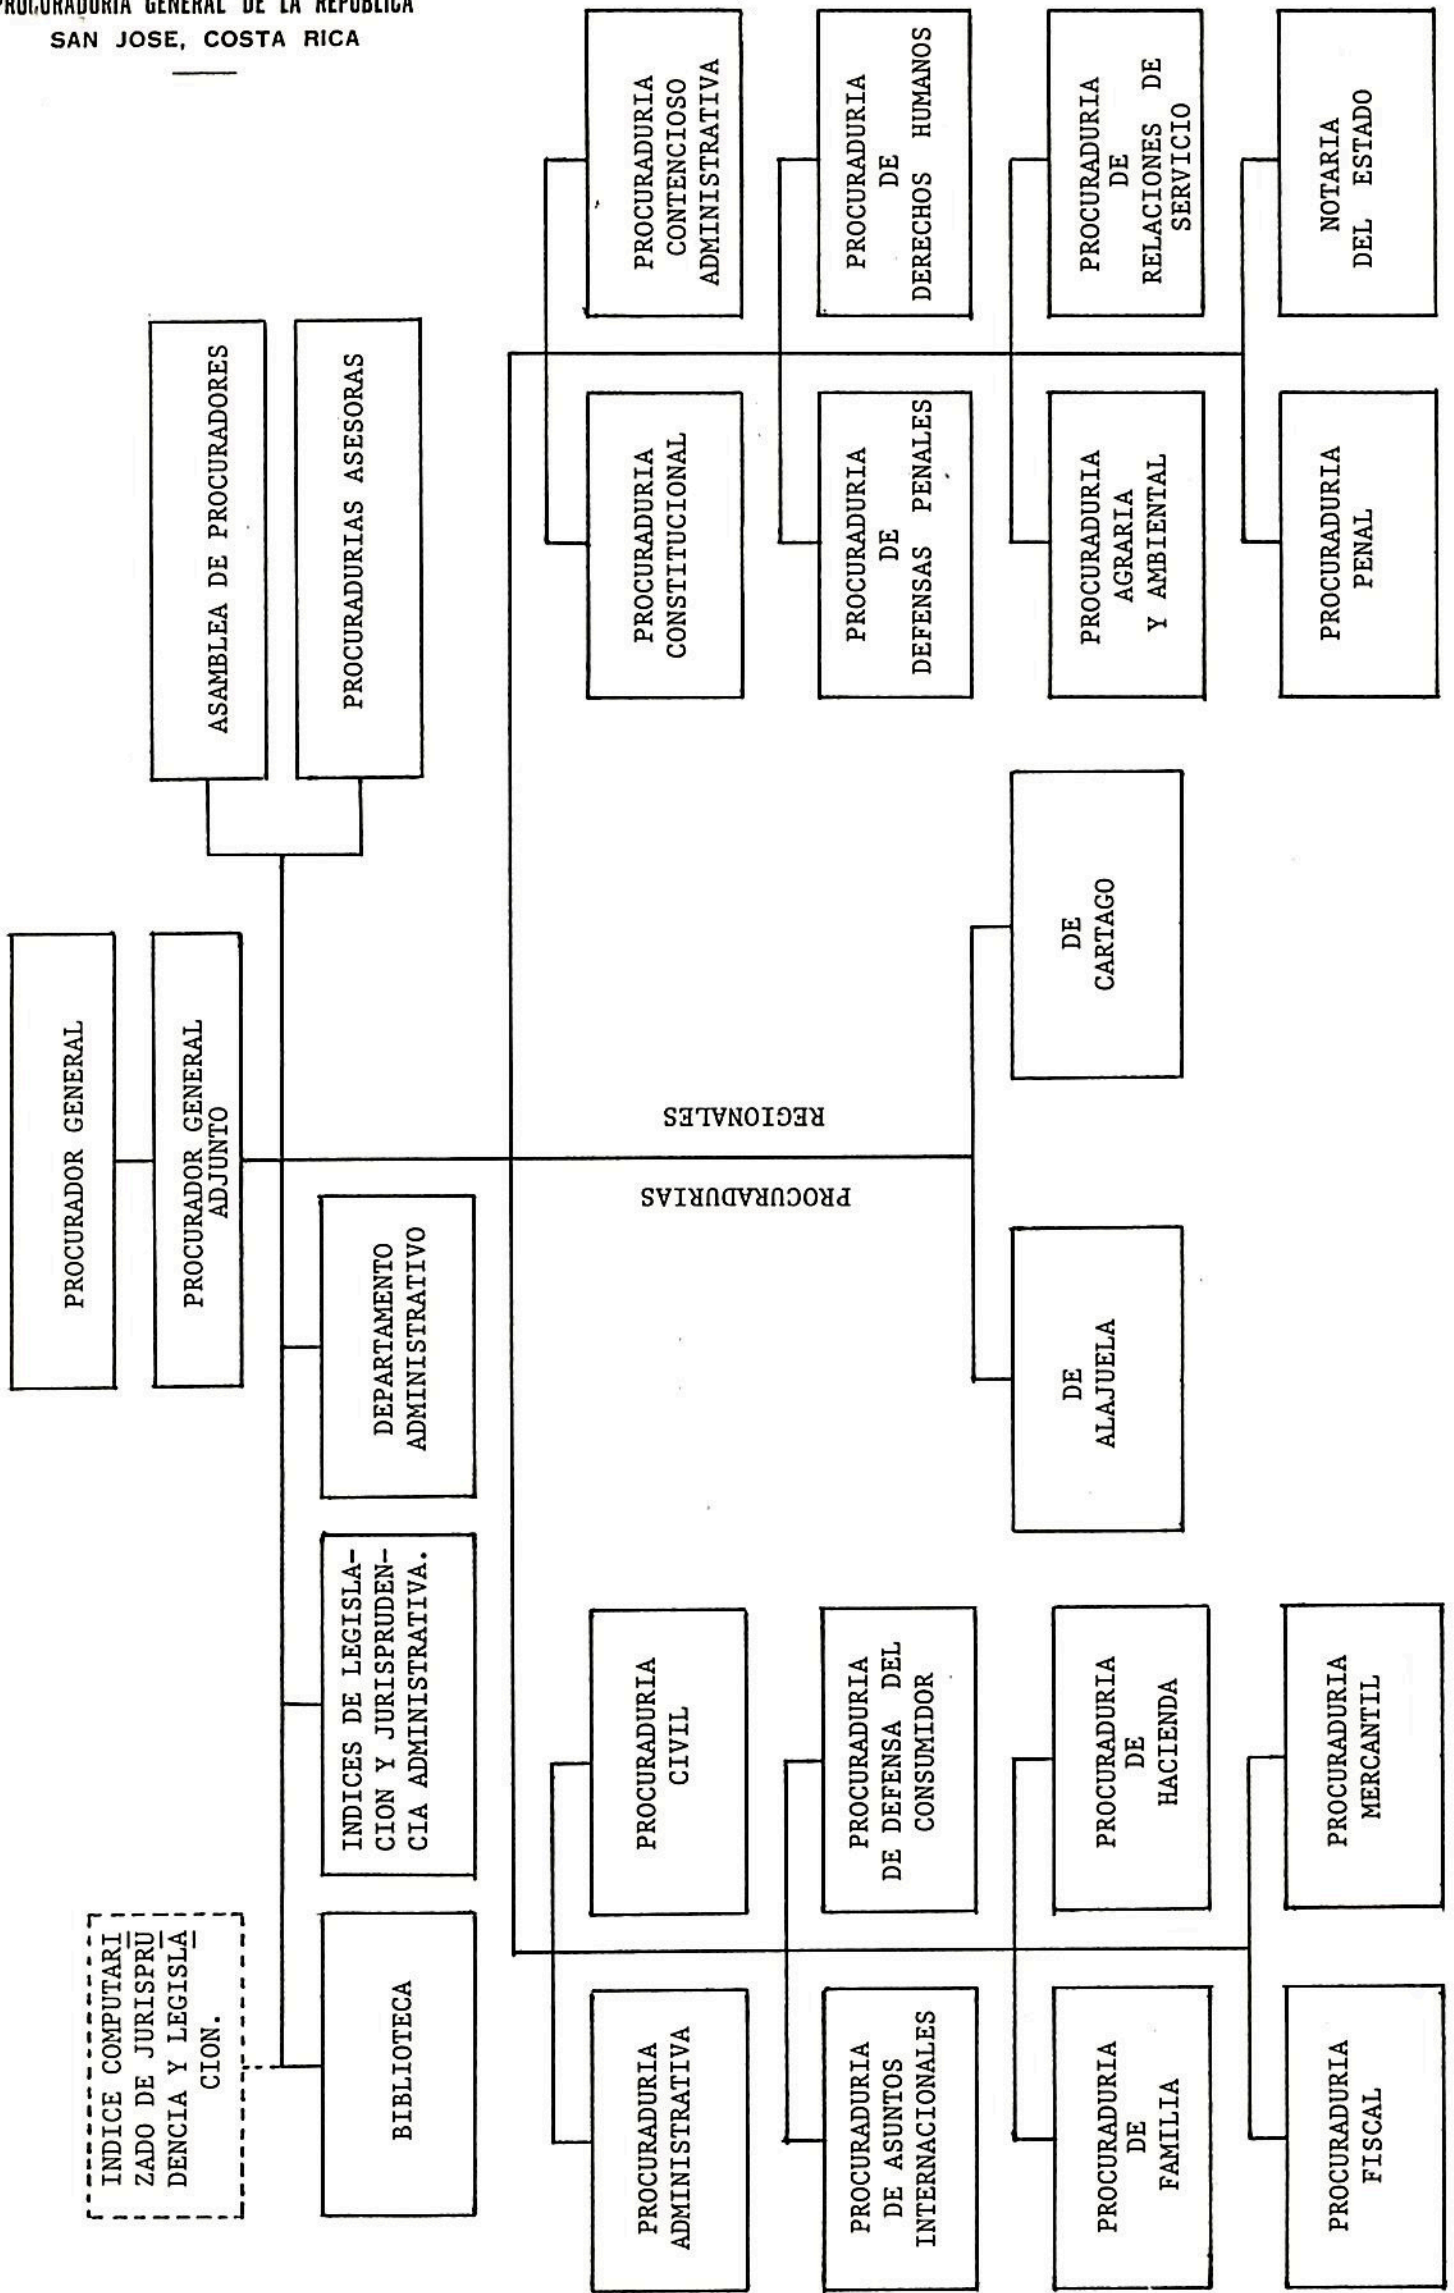 PROCURADURIA GENERAL DE LA REPUBLICA
SAN JOSE, COSTA RICA
PROCURADOR GENERAL
PROCURADOR GENERAL
ADJUNTO
ASAMBLEA DE PROCURADORES
PROCURADURIAS ASESORAS
INDICE COMPUTARI
ZADO DE JURISPRU
DENCIA Y LEGISLA
CION.
BIBLIOTECA
INDICES DE LEGISLA-
CION Y JURISPRUDEN-
CIA ADMINISTRATIVA.
DEPARTAMENTO
ADMINISTRATIVO
PROCURADURIAS
REGIONALES
PROCURADURIA
ADMINISTRATIVA
PROCURADURIA
CIVIL
PROCURADURIA
CONSTITUCIONAL
PROCURADURIA
CONTENCIOSO
ADMINISTRATIVA
PROCURADURIA
DE ASUNTOS
INTERNACIONALES
PROCURADURIA
DE DEFENSA DEL
CONSUMIDOR
PROCURADURIA
DE
DEFENSAS PENALES
PROCURADURIA
DE
DERECHOS HUMANOS
PROCURADURIA
DE
FAMILIA
PROCURADURIA
DE
HACIENDA
DE
ALAJUELA
DE
CARTAGO
PROCURADURIA
AGRARIA
Y AMBIENTAL
PROCURADURIA
DE
RELACIONES DE
SERVICIO
PROCURADURIA
FISCAL
PROCURADURIA
MERCANTIL
PROCURADURIA
PENAL
NOTARIA
DEL ESTADO